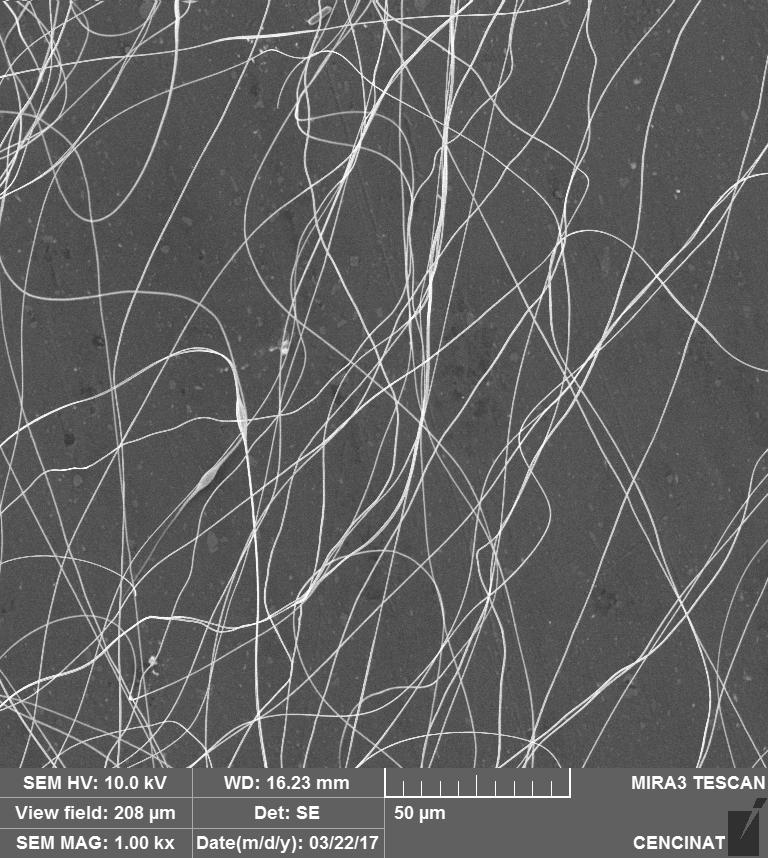 SEM HV: 10.0 kV WD: 16.23 mm MIRA3 TESCAN
View field: 208 µm Det: SE 50 µm
SEM MAG: 1.00 kx Date(m/d/y): 03/22/17 CENCINAT